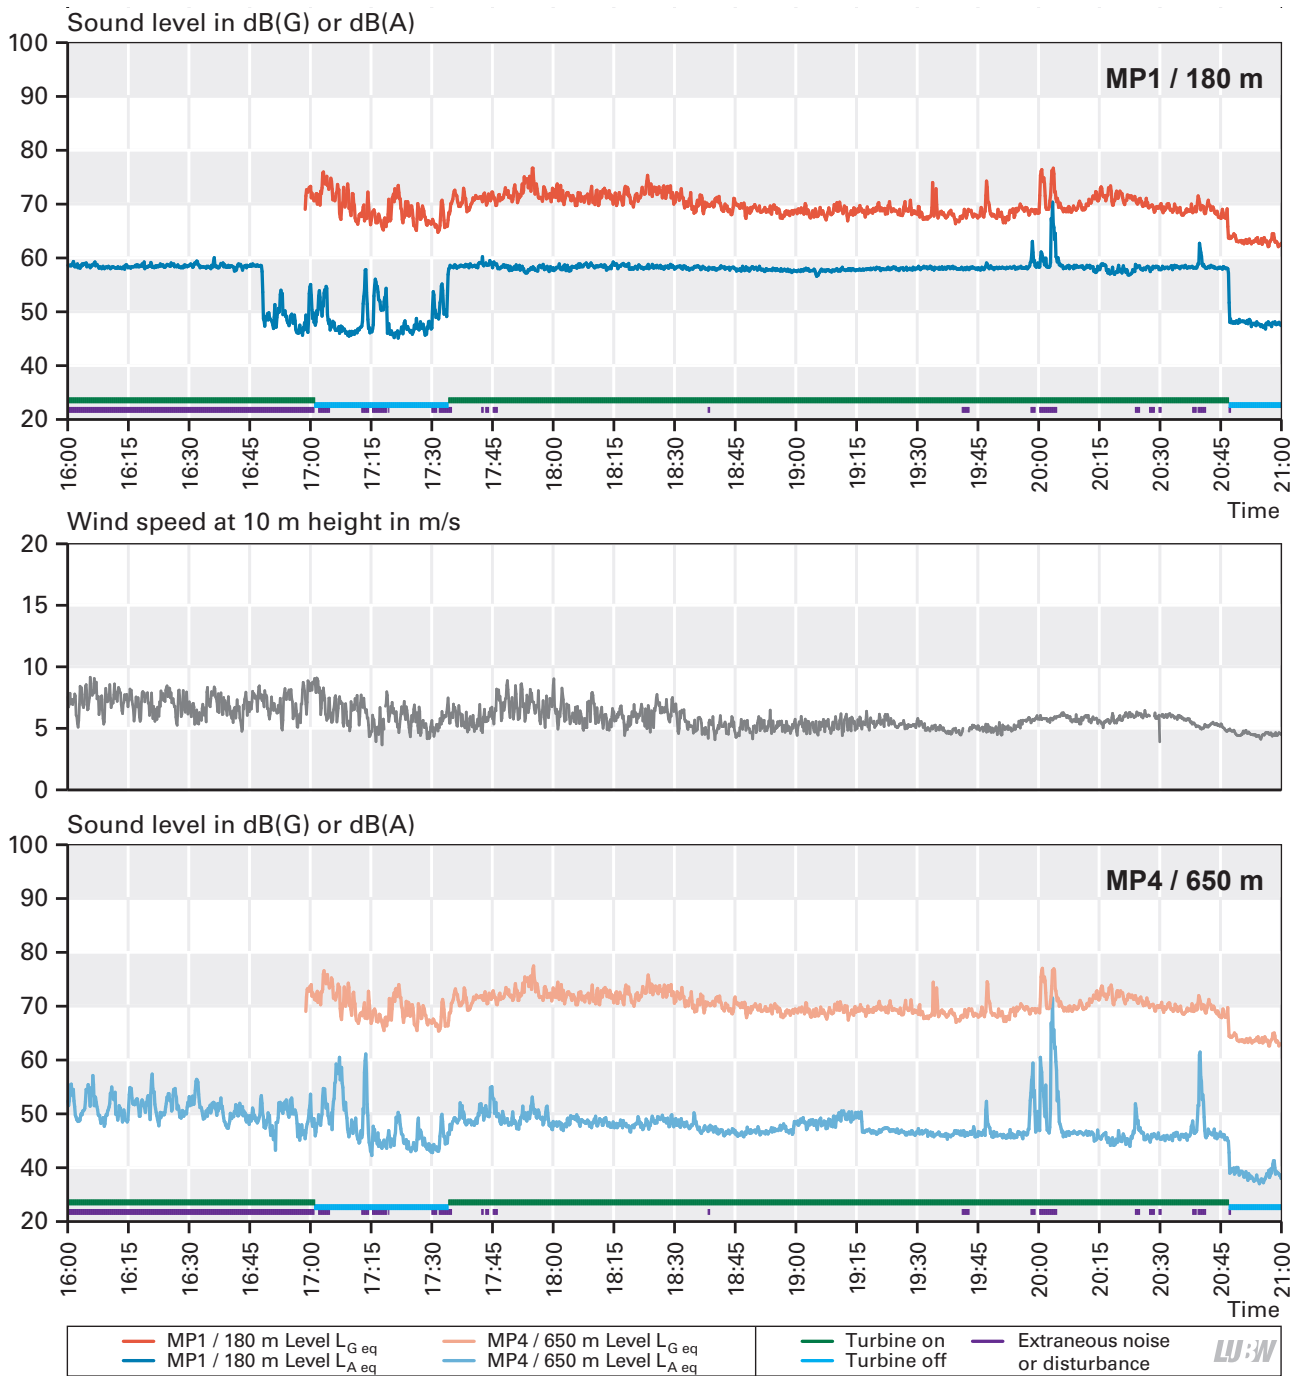 Sound level in dB(G) or dB(A)
100
90
80
70
60
50
40
20
MP1 / 180 m
16:00 16:15 16:30 16:45 17:00 17:15 17:30 17:45 18:00 18:15 18:30 18:45 19:00 19:15 19:30 19:45 20:00 20:15 20:30 20:45 21:00
Time
Wind speed at 10 m height in m/s
20
15
10
5
0
Sound level in dB(G) or dB(A)
100
90
80
70
60
50
40
20
MP4 / 650 m
16:00 16:15 16:30 16:45 17:00 17:15 17:30 17:45 18:00 18:15 18:30 18:45 19:00 19:15 19:30 19:45 20:00 20:15 20:30 20:45 21:00
Time
MP1 / 180 m Level L G eq
MP1 / 180 m Level L A eq
MP4 / 650 m Level L G eq
MP4 / 650 m Level L A eq
Turbine on
Turbine off
Extraneous noise
or disturbance
LUBW